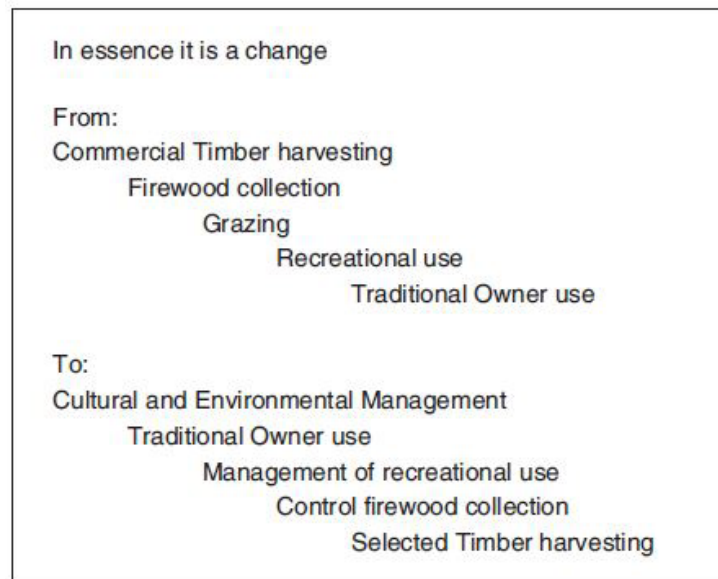 In essence it is a change
From:
Commercial Timber harvesting
Firewood collection
Grazing
Recreational use
Traditional Owner use
To:
Cultural and Environmental Management
Traditional Owner use
Management of recreational use
Control firewood collection
Selected Timber harvesting